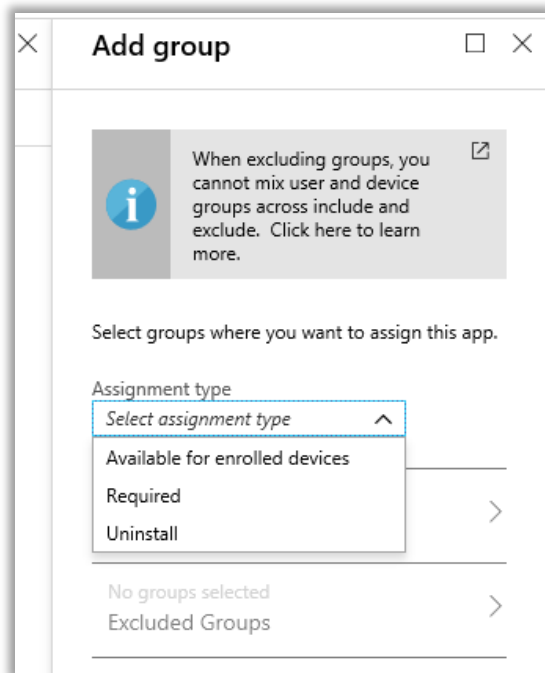 Add group
When excluding groups, you
cannot mix user and device
groups across include and
exclude.  Click here to learn
more.
Select groups where you want to assign this app.
Assignment type
Select assignment type
Available for enrolled devices
Required
Uninstall
No groups selected
Excluded Groups